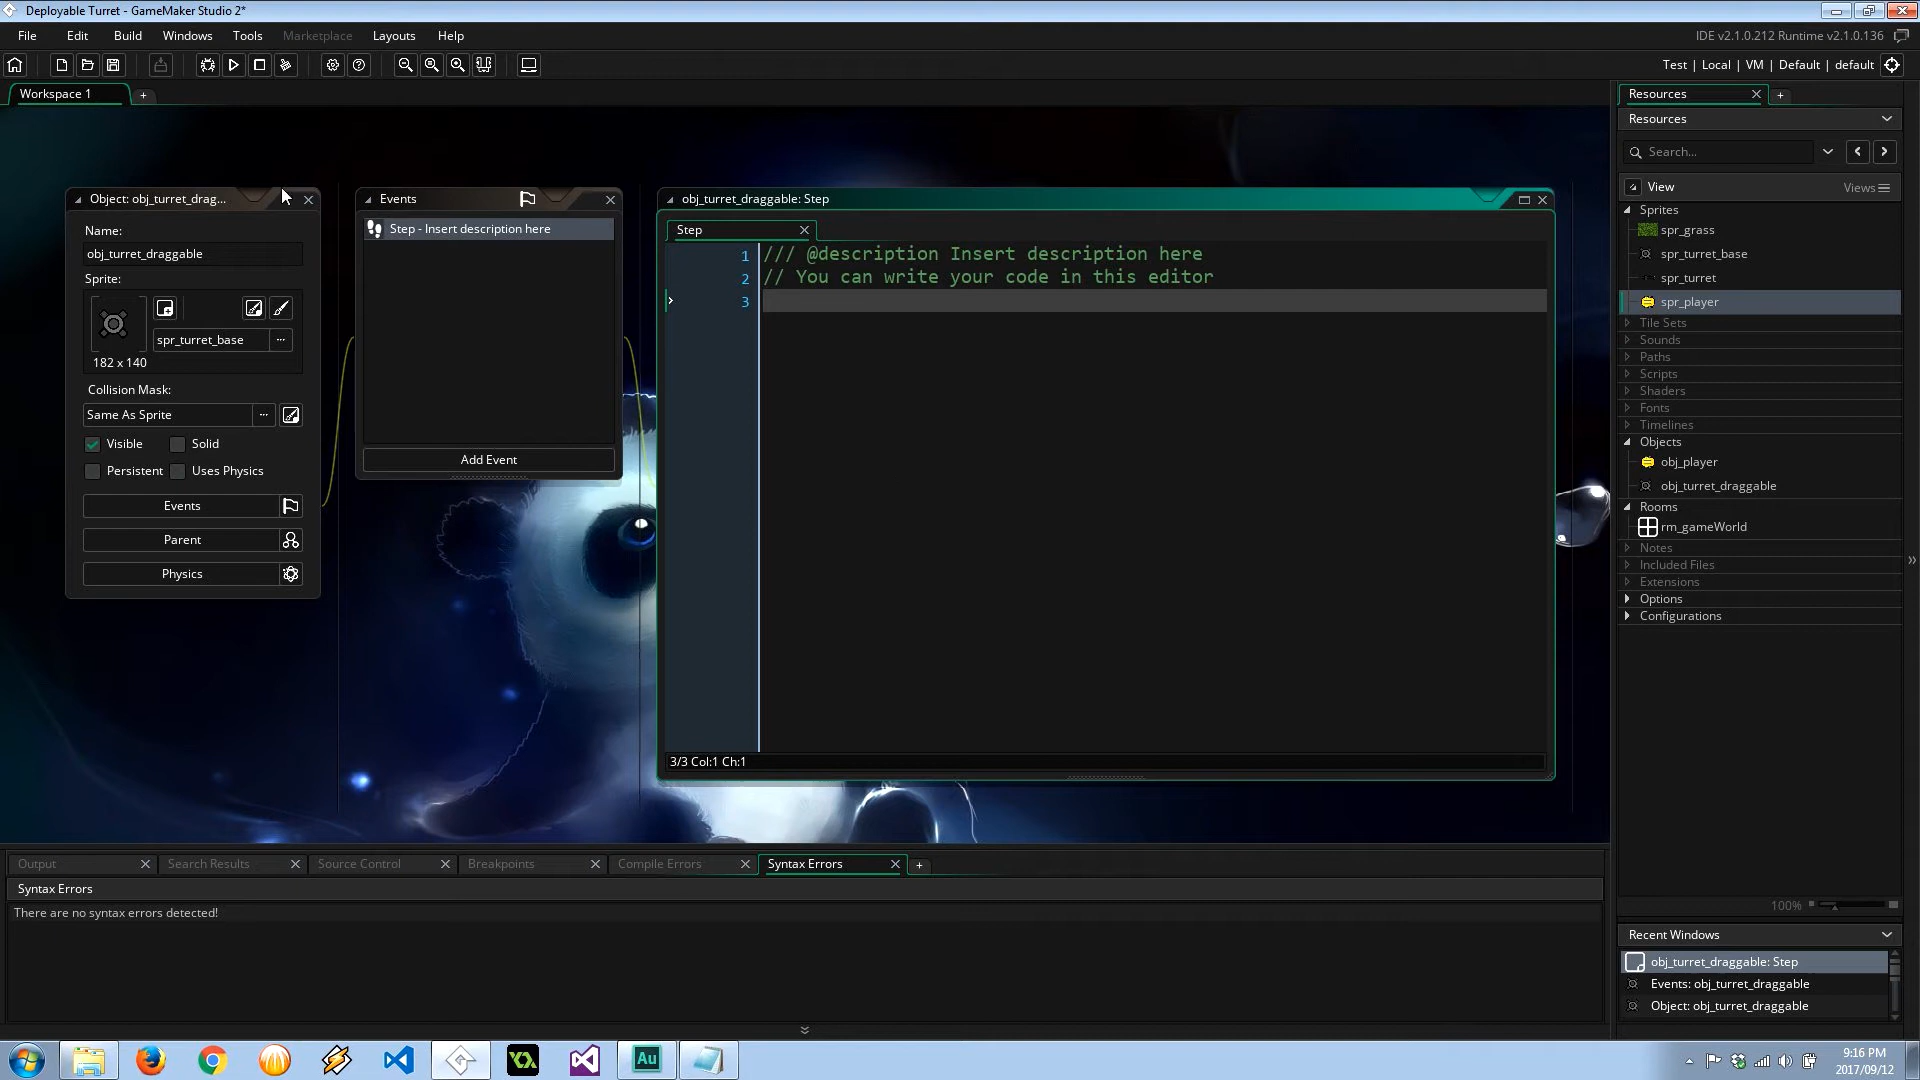 Deployable Turret - GameMaker Studio 2*
File Edit Build Windows Tools Marketplace Layouts Help
IDE v2.1.0.212 Runtime v2.1.0.136
Test | Local | VM | Default | default
Workspace 1
Object: obj_turret_drag...
Name:
obj_turret_draggable
Sprite:
spr_turret_base
...
182 x 140
Collision Mask:
Same As Sprite
...
Visible
Solid
Persistent
Uses Physics
Events
Parent
Physics
Events
Step - Insert description here
Add Event
obj_turret_draggable: Step
Step
1 /// @description Insert description here
2 // You can write your code in this editor
3
3/3 Col:1 Ch:1
Resources
Resources
Search...
View
Views
Sprites
spr_grass
spr_turret_base
spr_turret
spr_player
Tile Sets
Sounds
Paths
Scripts
Shaders
Fonts
Timelines
Objects
obj_player
obj_turret_draggable
Rooms
rm_gameWorld
Notes
Included Files
Extensions
Options
Configurations
100%
Recent Windows
obj_turret_draggable: Step
Events: obj_turret_draggable
Object: obj_turret_draggable
Output
Search Results
Source Control
Breakpoints
Compile Errors
Syntax Errors
Syntax Errors
There are no syntax errors detected!
Au
9:16 PM
2017/09/12